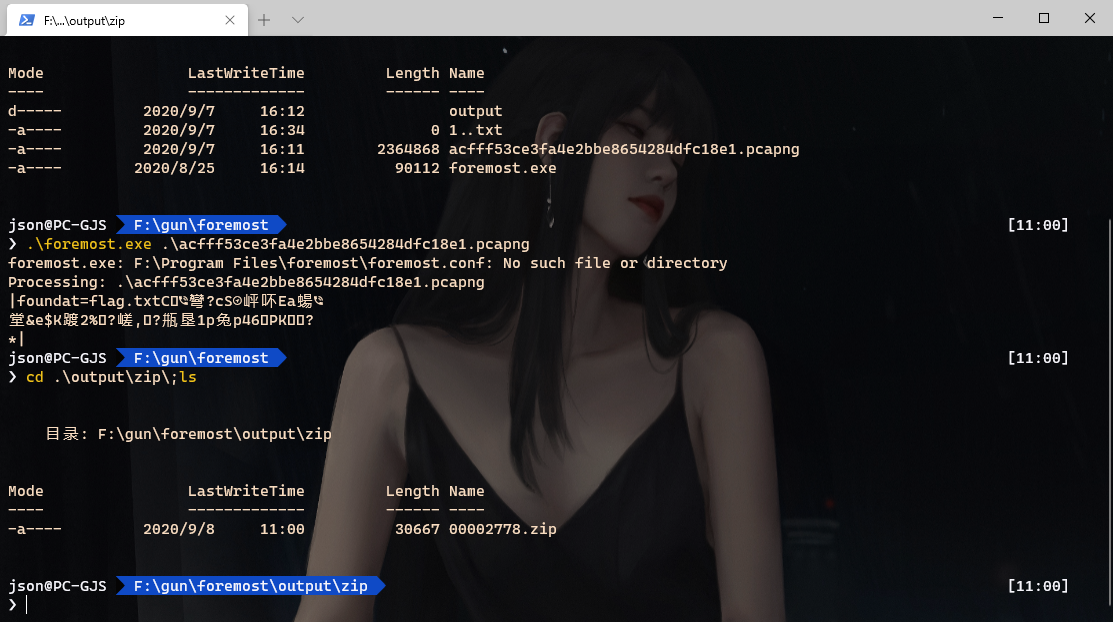 F:\...\output\zip
Mode LastWriteTime Length Name
---- ------------- ------ ----
d----- 2020/9/7 16:12 output
-a---- 2020/9/7 16:34 0 1..txt
-a---- 2020/9/7 16:11 2364868 acfff53ce3fa4e2bbe8654284dfc18e1.pcapng
-a---- 2020/8/25 16:14 90112 foremost.exe
json@PC-GJS F:\gun\foremost [11:00]
❯ .\foremost.exe .\acfff53ce3fa4e2bbe8654284dfc18e1.pcapng
foremost.exe: F:\Program Files\foremost\foremost.conf: No such file or directory
Processing: .\acfff53ce3fa4e2bbe8654284dfc18e1.pcapng
|foundat=flag.txt
*|
json@PC-GJS F:\gun\foremost [11:00]
❯ cd .\output\zip\;ls
目录: F:\gun\foremost\output\zip
Mode LastWriteTime Length Name
---- ------------- ------ ----
-a---- 2020/9/8 11:00 30667 00002778.zip
json@PC-GJS F:\gun\foremost\output\zip [11:00]
❯